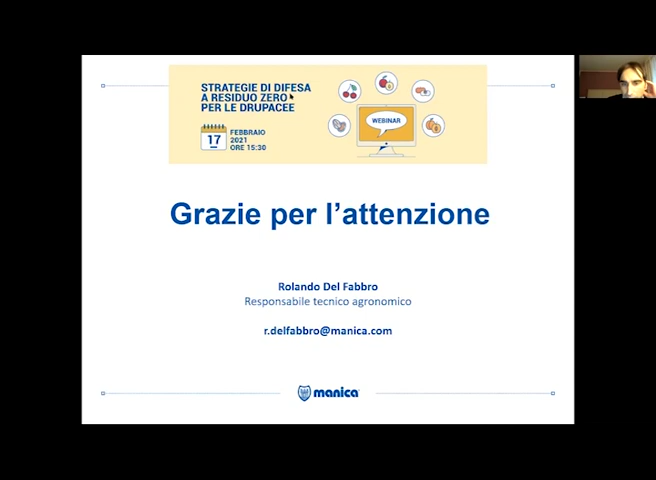 STRATEGIE DI DIFESA
A RESIDUO ZERO
PER LE DRUPACEE
17
FEBBRAIO
2021
ORE 15:30
WEBINAR
Grazie per l'attenzione
Rolando Del Fabbro
Responsabile tecnico agronomico
r.delfabbro@manica.com
manica